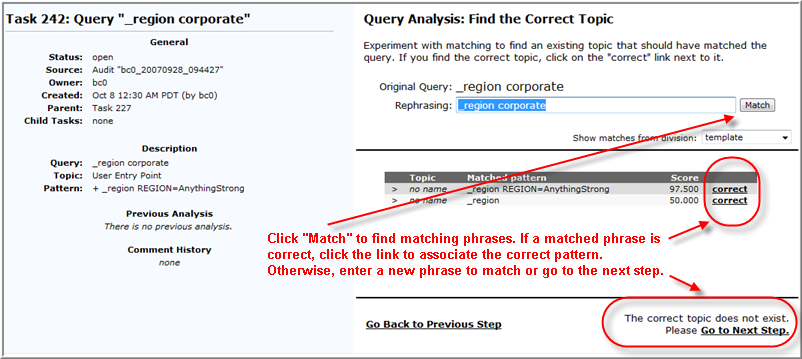 Task 242: Query "_region corporate"
General
Status: open
Source: Audit "bc0_20070928_094427"
Owner: bc0
Created: Oct 8 12:30 AM PDT (by bc0)
Parent: Task 227
Child Tasks: none
Description
Query: _region corporate
Topic: User Entry Point
Pattern: + _region REGION=AnythingStrong
Previous Analysis
There is no previous analysis.
Comment History
none
Query Analysis: Find the Correct Topic
Experiment with matching to find an existing topic that should have matched the
query. If you find the correct topic, click on the "correct" link next to it.
Original Query: _region corporate
Rephrasing: _region corporate Match
Show matches from division: template
Topic Matched pattern Score
> no name _region REGION=AnythingStrong 97.500 correct
> no name _region 50.000 correct
Click "Match" to find matching phrases. If a matched phrase is
correct, click the link to associate the correct pattern.
Otherwise, enter a new phrase to match or go to the next step.
Go Back to Previous Step
The correct topic does not exist.
Please Go to Next Step.